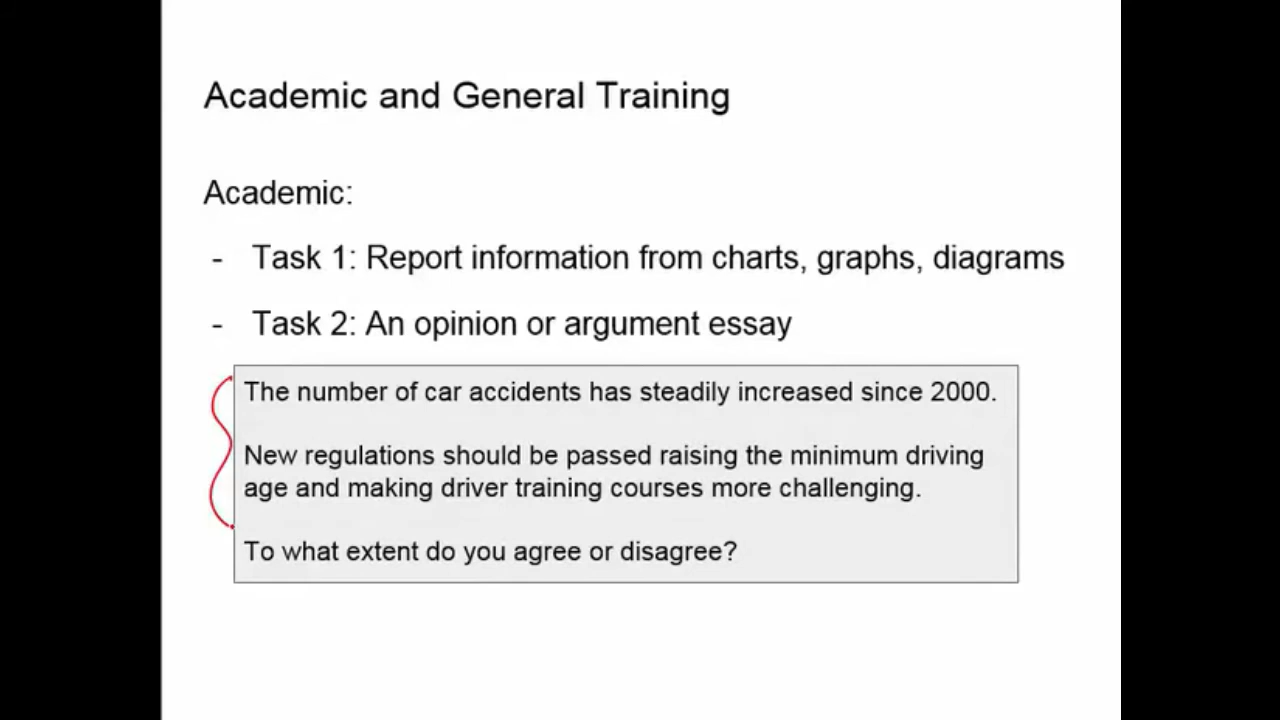 Academic and General Training
Academic:
- Task 1: Report information from charts, graphs, diagrams
- Task 2: An opinion or argument essay
The number of car accidents has steadily increased since 2000.
New regulations should be passed raising the minimum driving
age and making driver training courses more challenging.
To what extent do you agree or disagree?